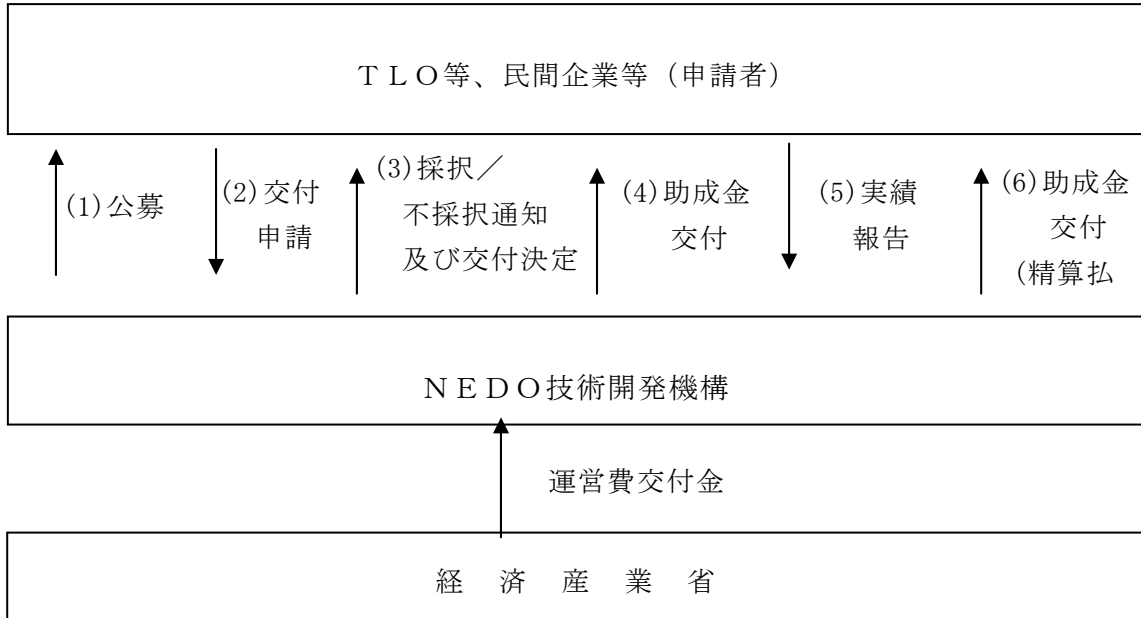 ＴＬＯ等、民間企業等（申請者）
(1)公募
(2)交付
申請
(3)採択／
不採択通知
及び交付決定
(4)助成金
交付
(5)実績
報告
(6)助成金
交付
(精算払
ＮＥＤＯ技術開発機構
運営費交付金
経　済　産　業　省